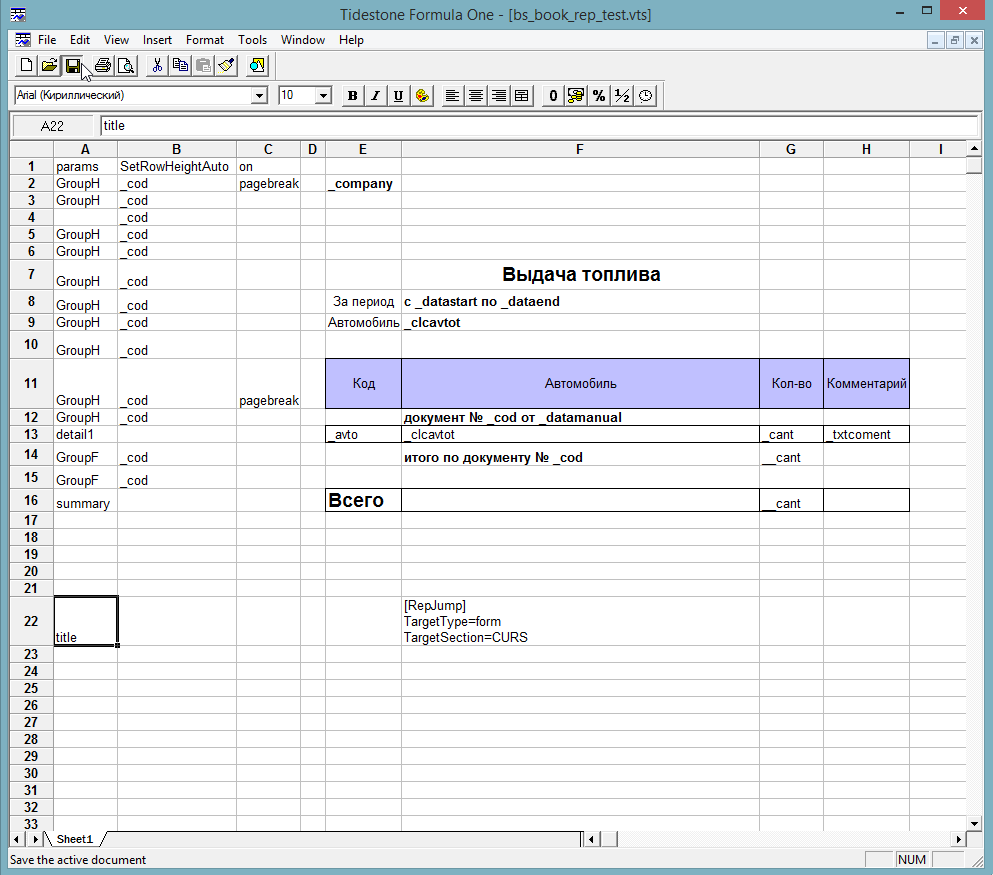 Tidestone Formula One - [bs_book_rep_test.vts]
File Edit View Insert Format Tools Window Help
Arial (Кириллический) 10 B I U 0 % ½
A22 title
A B C D E F G H I
1 params SetRowHeightAuto on
2 GroupH _cod pagebreak _company
3 GroupH _cod
4 _cod
5 GroupH _cod
6 GroupH _cod
7 GroupH _cod Выдача топлива
8 GroupH _cod За период с _datastart по _dataend
9 GroupH _cod Автомобиль _clcavtot
10 GroupH _cod
11 GroupH _cod pagebreak Код Автомобиль Кол-во Комментарий
12 GroupH _cod документ № _cod от _datamanual
13 detail1 _avto _clcavtot _cant _txtcoment
14 GroupF _cod итого по документу № _cod __cant
15 GroupF _cod
16 summary Всего __cant
17
18
19
20
21
22 title [RepJump]
TargetType=form
TargetSection=CURS
23
24
25
26
27
28
29
30
31
32
33
Sheet1
Save the active document NUM